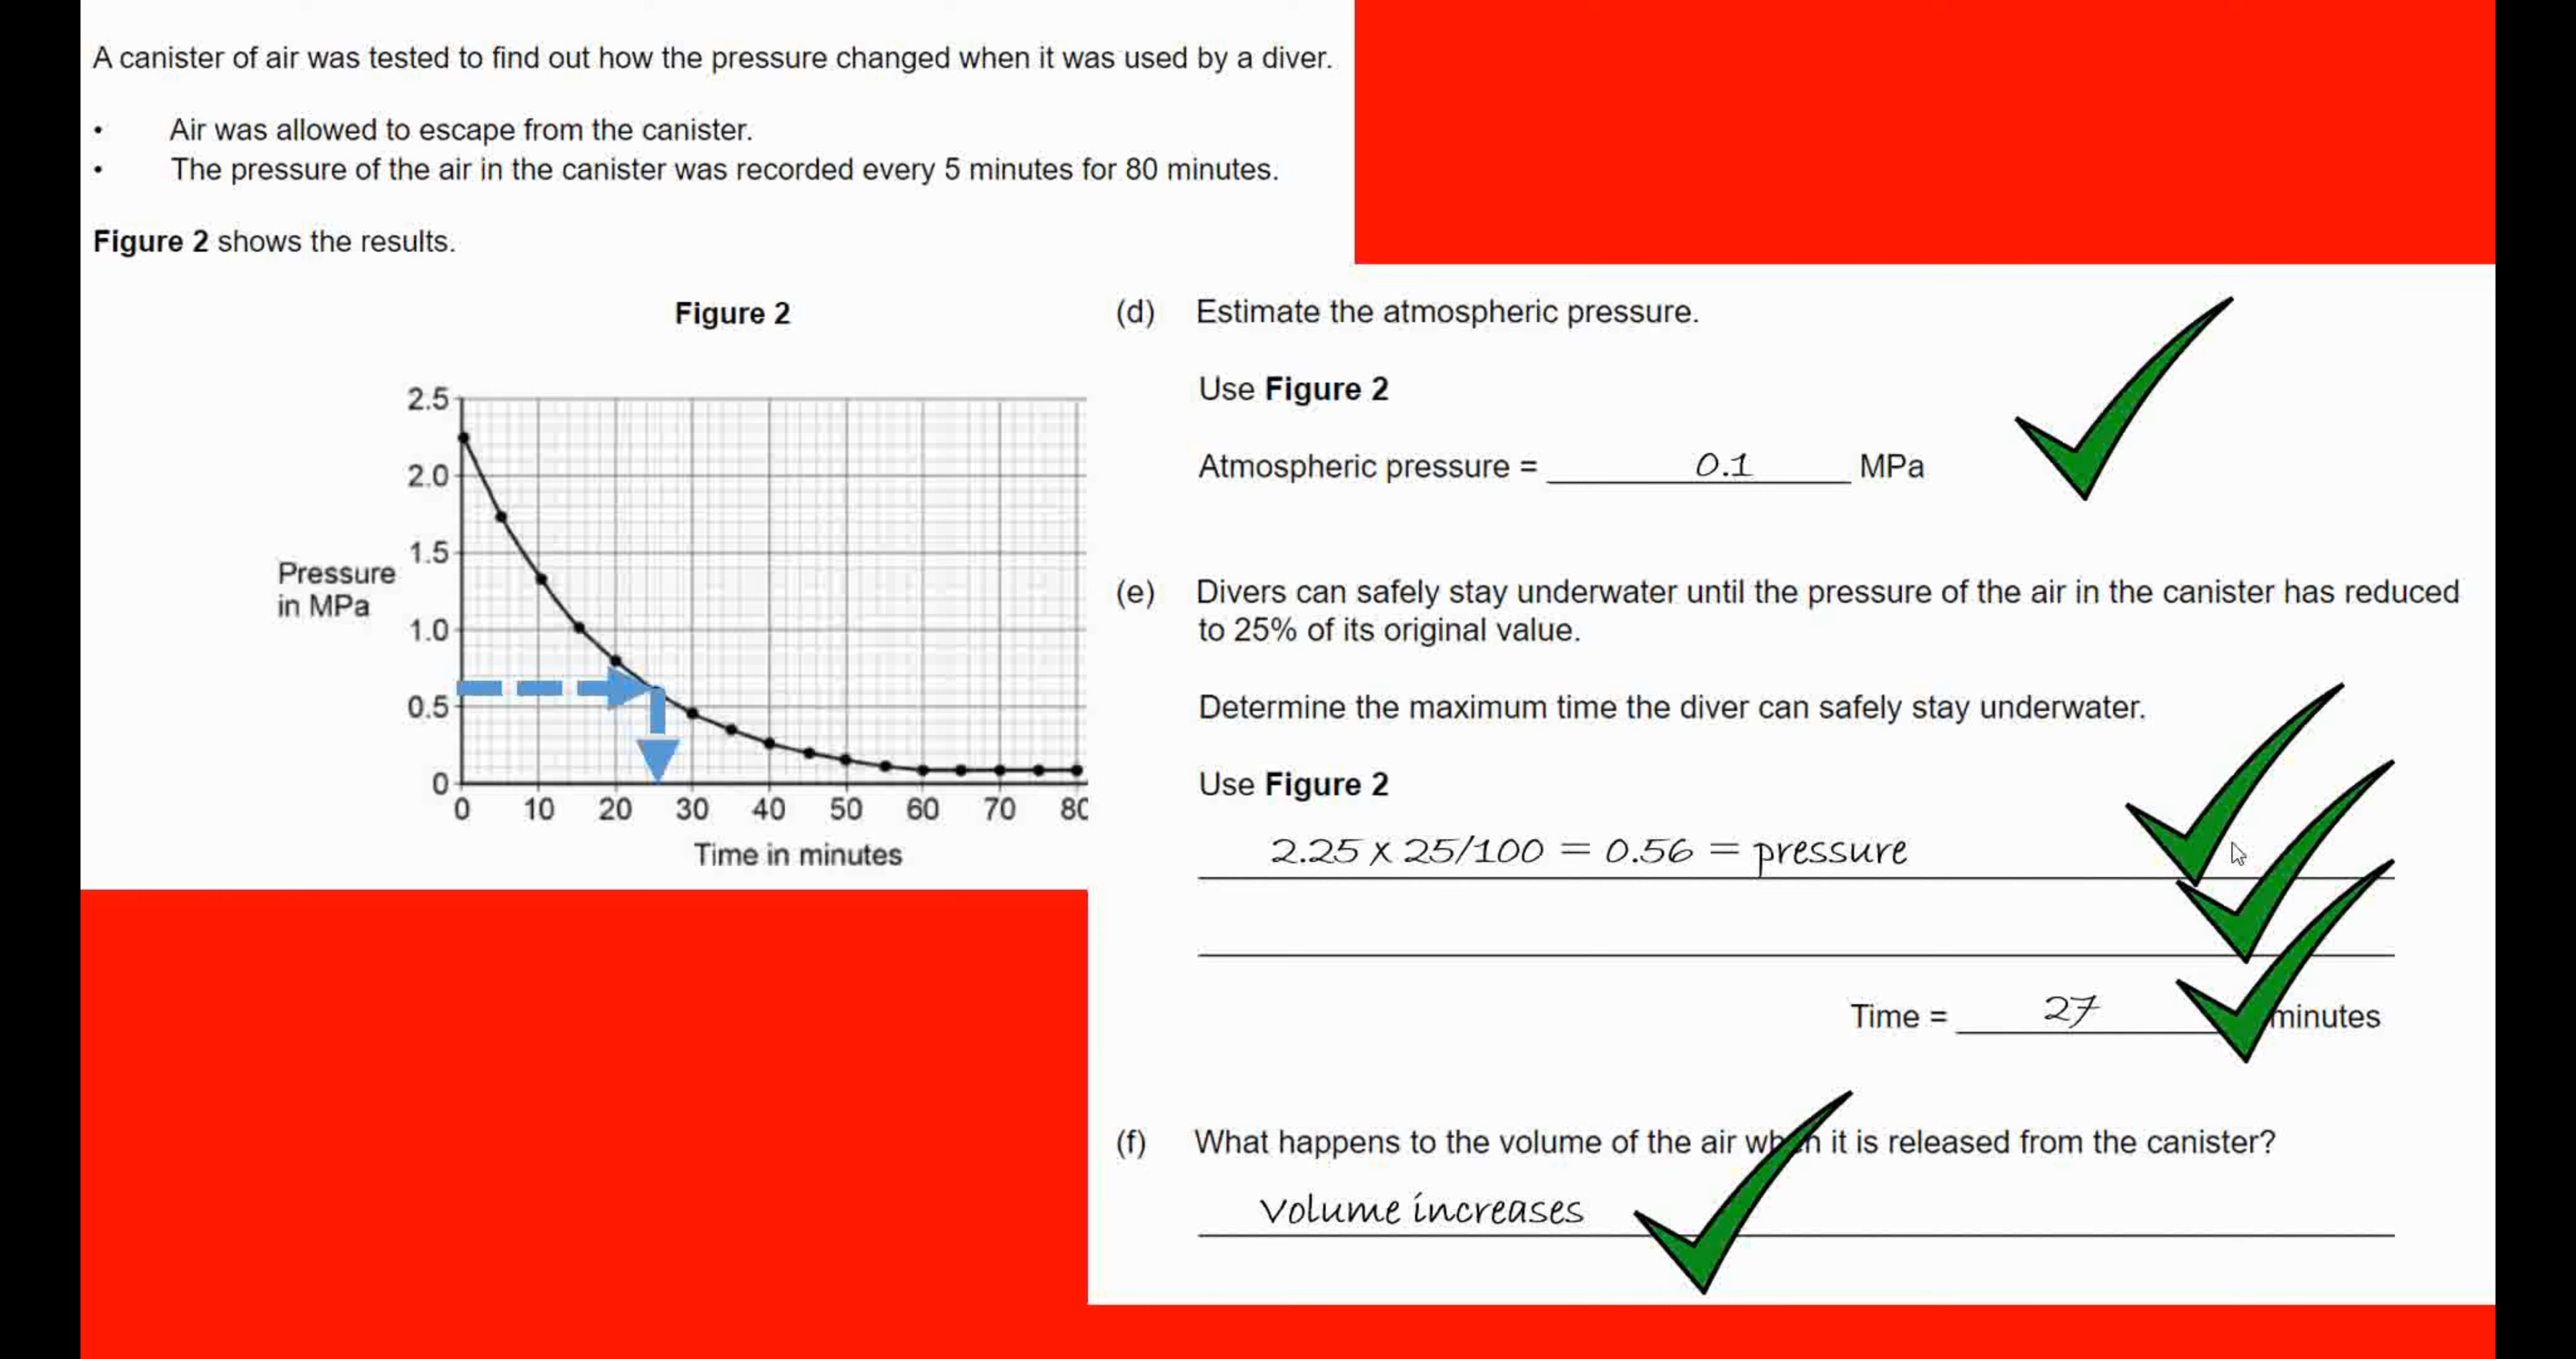 A canister of air was tested to find out how the pressure changed when it was used by a diver.
• Air was allowed to escape from the canister.
• The pressure of the air in the canister was recorded every 5 minutes for 80 minutes.
Figure 2 shows the results.
Figure 2
2.5
2.0
1.5
Pressure
in MPa
1.0
0.5
0
0 10 20 30 40 50 60 70 80
Time in minutes
(d) Estimate the atmospheric pressure.
Use Figure 2
Atmospheric pressure = 0.1 MPa
(e) Divers can safely stay underwater until the pressure of the air in the canister has reduced
to 25% of its original value.
Determine the maximum time the diver can safely stay underwater.
Use Figure 2
2.25 x 25/100 = 0.56 = pressure
Time = 27 minutes
(f) What happens to the volume of the air when it is released from the canister?
Volume increases